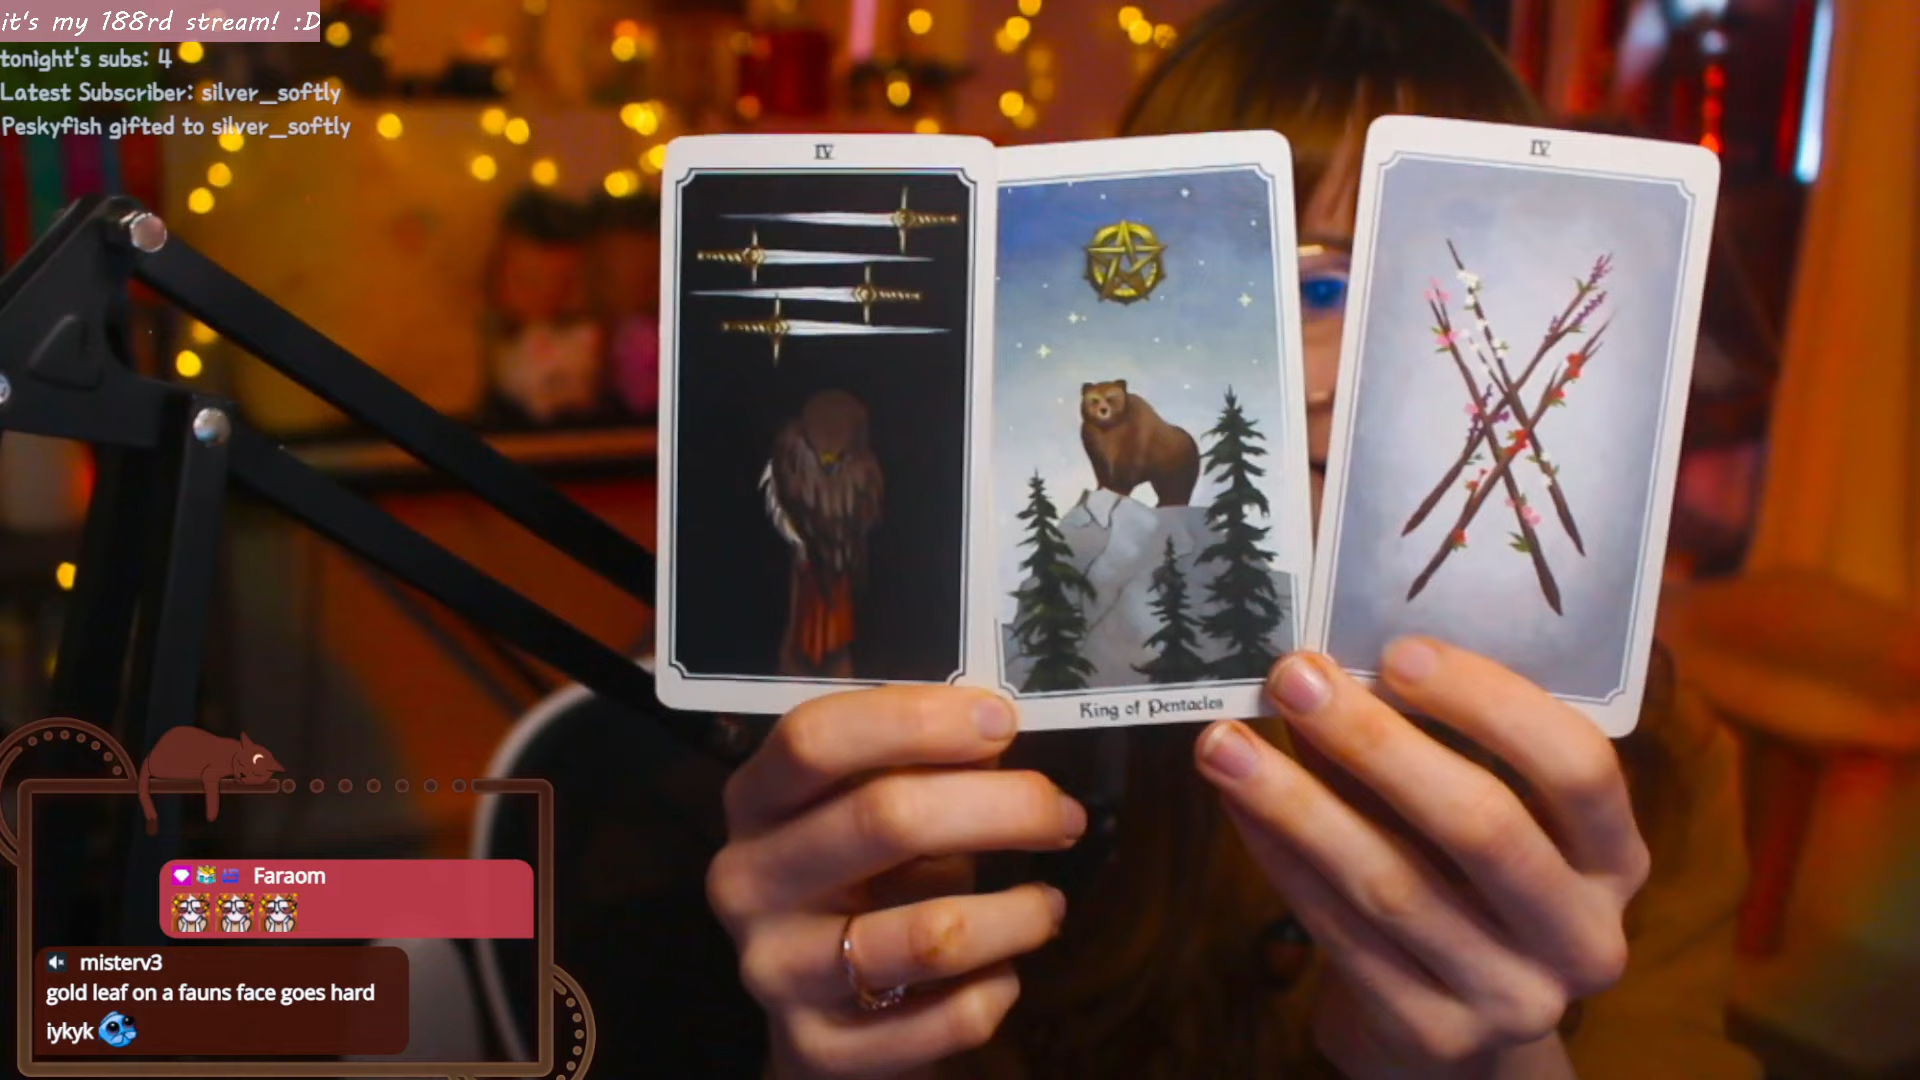 it's my 188rd stream! :D
tonight's subs: 4
Latest Subscriber: silver_softly
Peskyfish gifted to silver_softly
IV
IV
King of Pentacles
Faraom
misterv3
gold leaf on a fauns face goes hard
iykyk